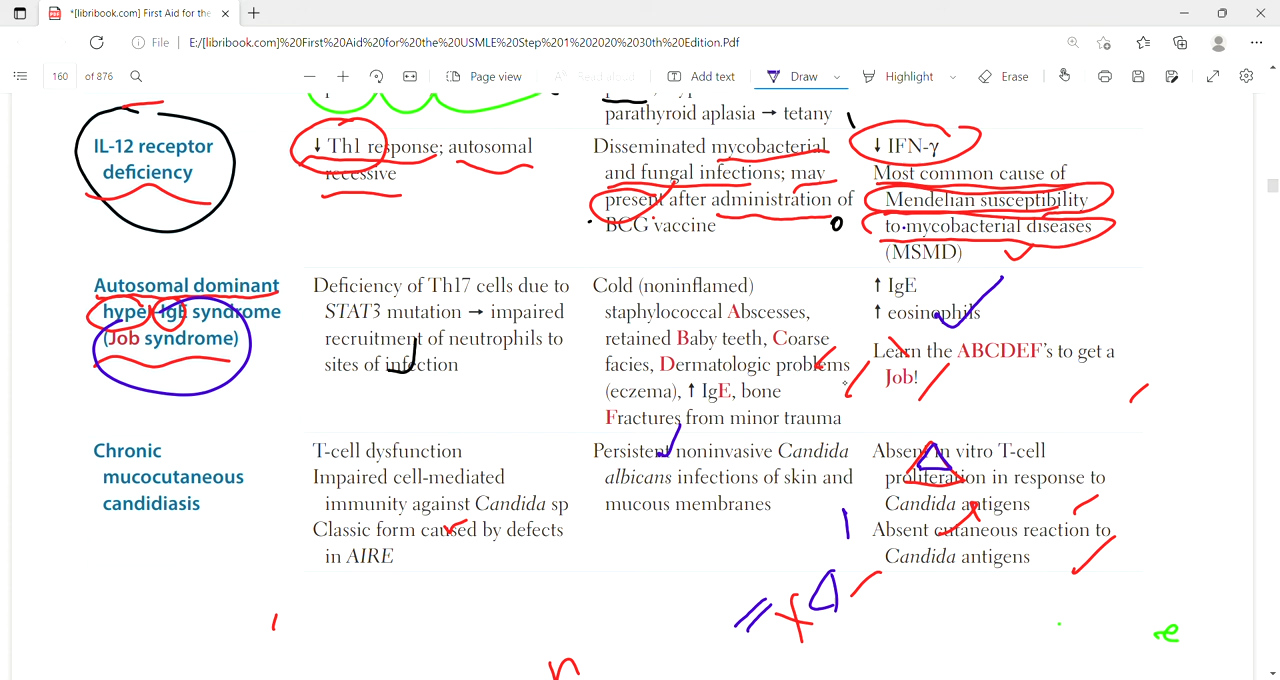 *[libribook.com] First Aid for the
File E:/[libribook.com]%20First%20Aid%20for%20the%20USMLE%20Step%201%202020%2030th%20Edition.Pdf
160 of 876 Page view Read aloud Add text Draw Highlight Erase
parathyroid aplasia → tetany
IL-12 receptor
deficiency
↓ Th1 response; autosomal
recessive
Disseminated mycobacterial
and fungal infections; may
present after administration of
BCG vaccine
↓ IFN-γ
Most common cause of
Mendelian susceptibility
to mycobacterial diseases
(MSMD)
Autosomal dominant
hyper-IgE syndrome
(Job syndrome)
Deficiency of Th17 cells due to
STAT3 mutation → impaired
recruitment of neutrophils to
sites of infection
Cold (noninflamed)
staphylococcal Abscesses,
retained Baby teeth, Coarse
facies, Dermatologic problems
(eczema), ↑ IgE, bone
Fractures from minor trauma
↑ IgE
↑ eosinophils
Learn the ABCDEF's to get a
Job!
Chronic
mucocutaneous
candidiasis
T-cell dysfunction
Impaired cell-mediated
immunity against Candida sp
Classic form caused by defects
in AIRE
Persistent noninvasive Candida
albicans infections of skin and
mucous membranes
Absent in vitro T-cell
proliferation in response to
Candida antigens
Absent cutaneous reaction to
Candida antigens